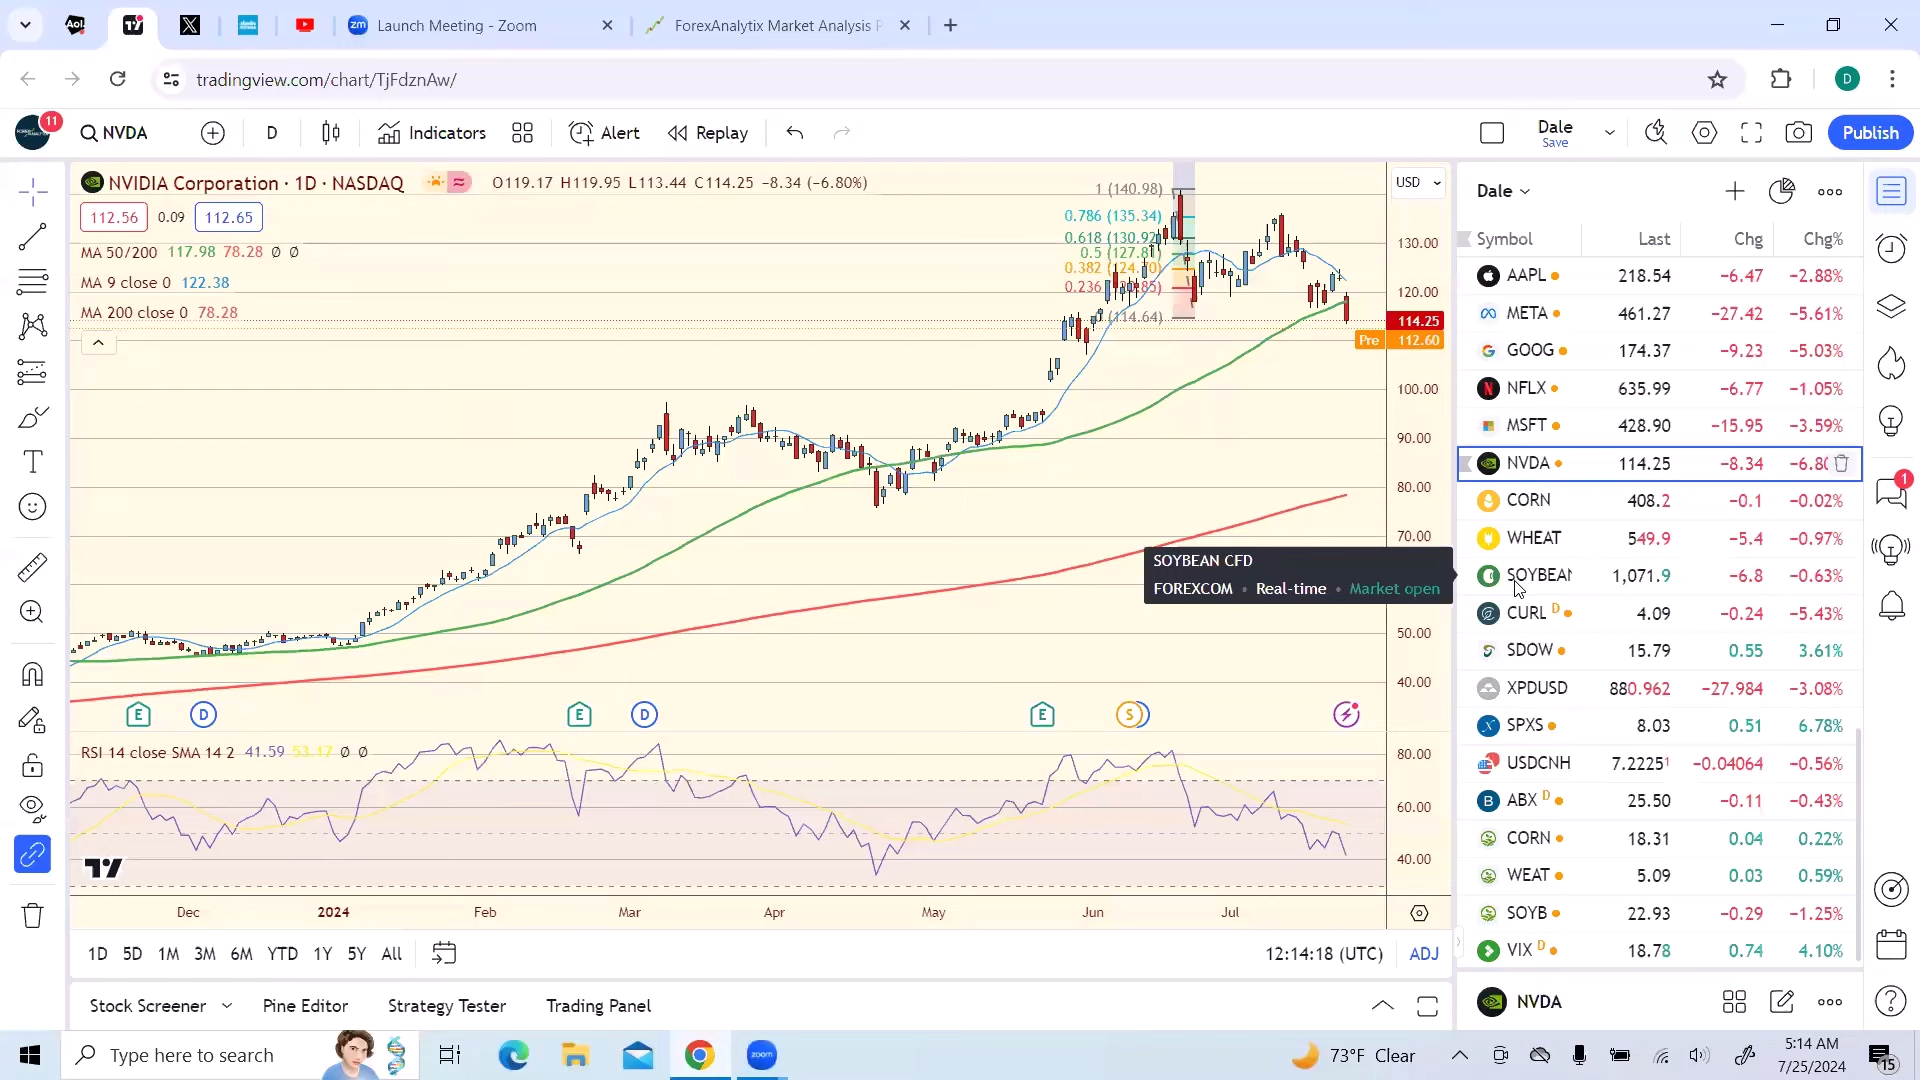 Aol
Launch Meeting - Zoom
ForexAnalytix Market Analysis P
tradingview.com/chart/TjFdznAw/
D
11
NVDA
D
Indicators
Alert
Replay
Dale
Save
Publish
NVIDIA Corporation · 1D · NASDAQ
O119.17 H119.95 L113.44 C114.25 −8.34 (−6.80%)
112.56 0.09 112.65
MA 50/200 117.98 78.28 Ø Ø
MA 9 close 0 122.38
MA 200 close 0 78.28
1 (140.98)
0.786 (135.34)
0.618 (130.92
0.5 (127.81
0.382 (124.70)
(114.64)
USD
130.00
120.00
114.25
Pre 112.60
100.00
90.00
80.00
70.00
50.00
40.00
SOYBEAN CFD
FOREXCOM • Real-time • Market open
E D E D E S
RSI 14 close SMA 14 2 41.59 53.17 Ø Ø
80.00
60.00
40.00
Dec 2024 Feb Mar Apr May Jun Jul
1D 5D 1M 3M 6M YTD 1Y 5Y All
12:14:18 (UTC) ADJ
Stock Screener Pine Editor Strategy Tester Trading Panel
Dale
Symbol Last Chg Chg%
AAPL 218.54 −6.47 −2.88%
META 461.27 −27.42 −5.61%
GOOG 174.37 −9.23 −5.03%
NFLX 635.99 −6.77 −1.05%
MSFT 428.90 −15.95 −3.59%
NVDA 114.25 −8.34 −6.80
CORN 408.2 −0.1 −0.02%
WHEAT 549.9 −5.4 −0.97%
SOYBEAN 1,071.9 −6.8 −0.63%
CURL D 4.09 −0.24 −5.43%
SDOW 15.79 0.55 3.61%
XPDUSD 880.962 −27.984 −3.08%
SPXS 8.03 0.51 6.78%
USDCNH 7.2225¹ −0.04064 −0.56%
ABX D 25.50 −0.11 −0.43%
CORN 18.31 0.04 0.22%
WEAT 5.09 0.03 0.59%
SOYB 22.93 −0.29 −1.25%
VIX D 18.78 0.74 4.10%
NVDA
1
Type here to search
zoom
73°F Clear
5:14 AM
7/25/2024
15